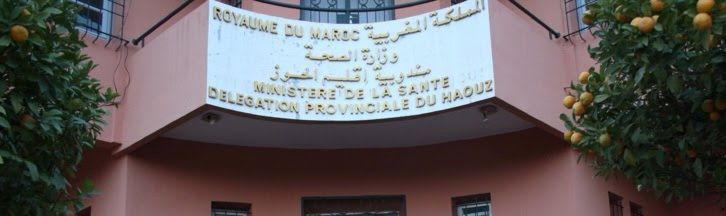 ROYAUME DU MAROC المملكة المغربية
وزارة الصحة
مندوبية إقليم الحوز
MINISTERE DE LA SANTE
DELEGATION PROVINCIALE DU HAOUZ